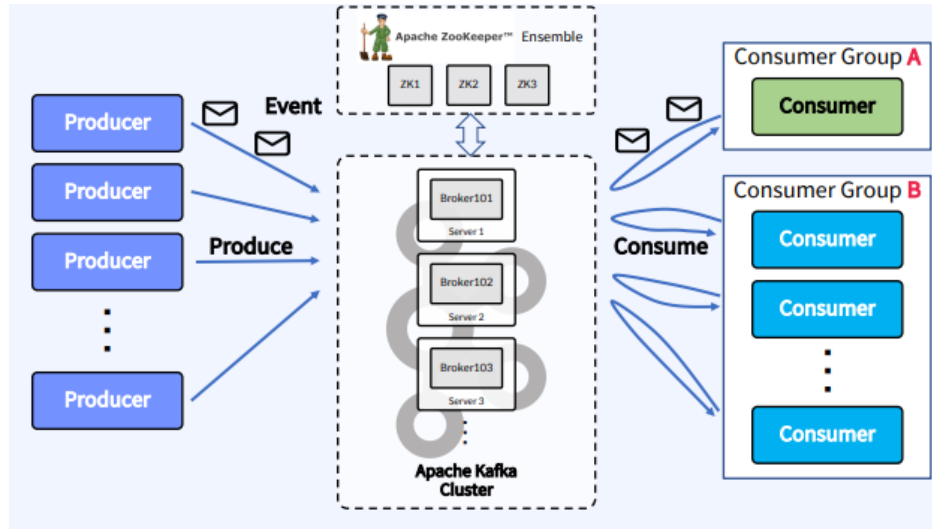 Apache ZooKeeper™ Ensemble
ZK1
ZK2
ZK3
Event
Producer
Producer
Producer
Producer
Produce
Broker101
Server 1
Broker102
Server 2
Broker103
Server 3
Apache Kafka
Cluster
Consume
Consumer Group A
Consumer
Consumer Group B
Consumer
Consumer
Consumer